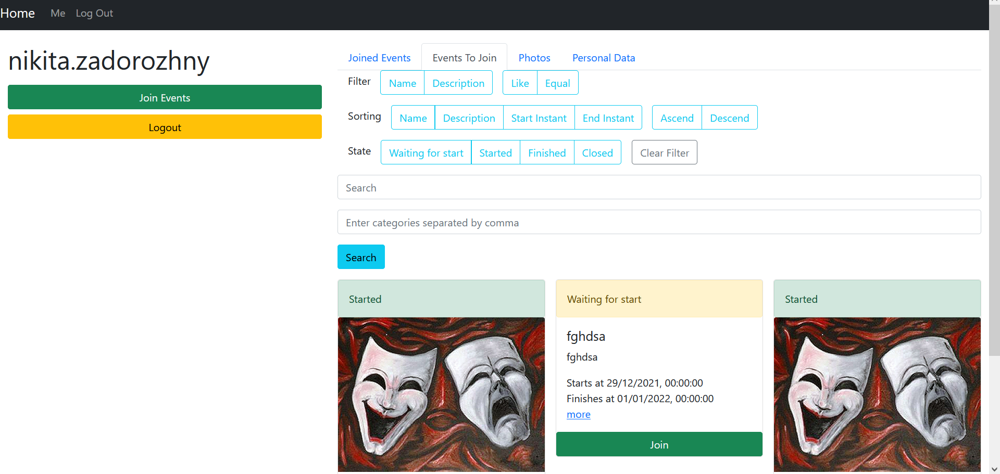 Home Me Log Out
nikita.zadorozhny
Join Events
Logout
Joined Events Events To Join Photos Personal Data
Filter Name Description Like Equal
Sorting Name Description Start Instant End Instant Ascend Descend
State Waiting for start Started Finished Closed Clear Filter
Search
Enter categories separated by comma
Search
Started
Waiting for start
fghdsa
fghdsa
Starts at 29/12/2021, 00:00:00
Finishes at 01/01/2022, 00:00:00
more
Join
Started